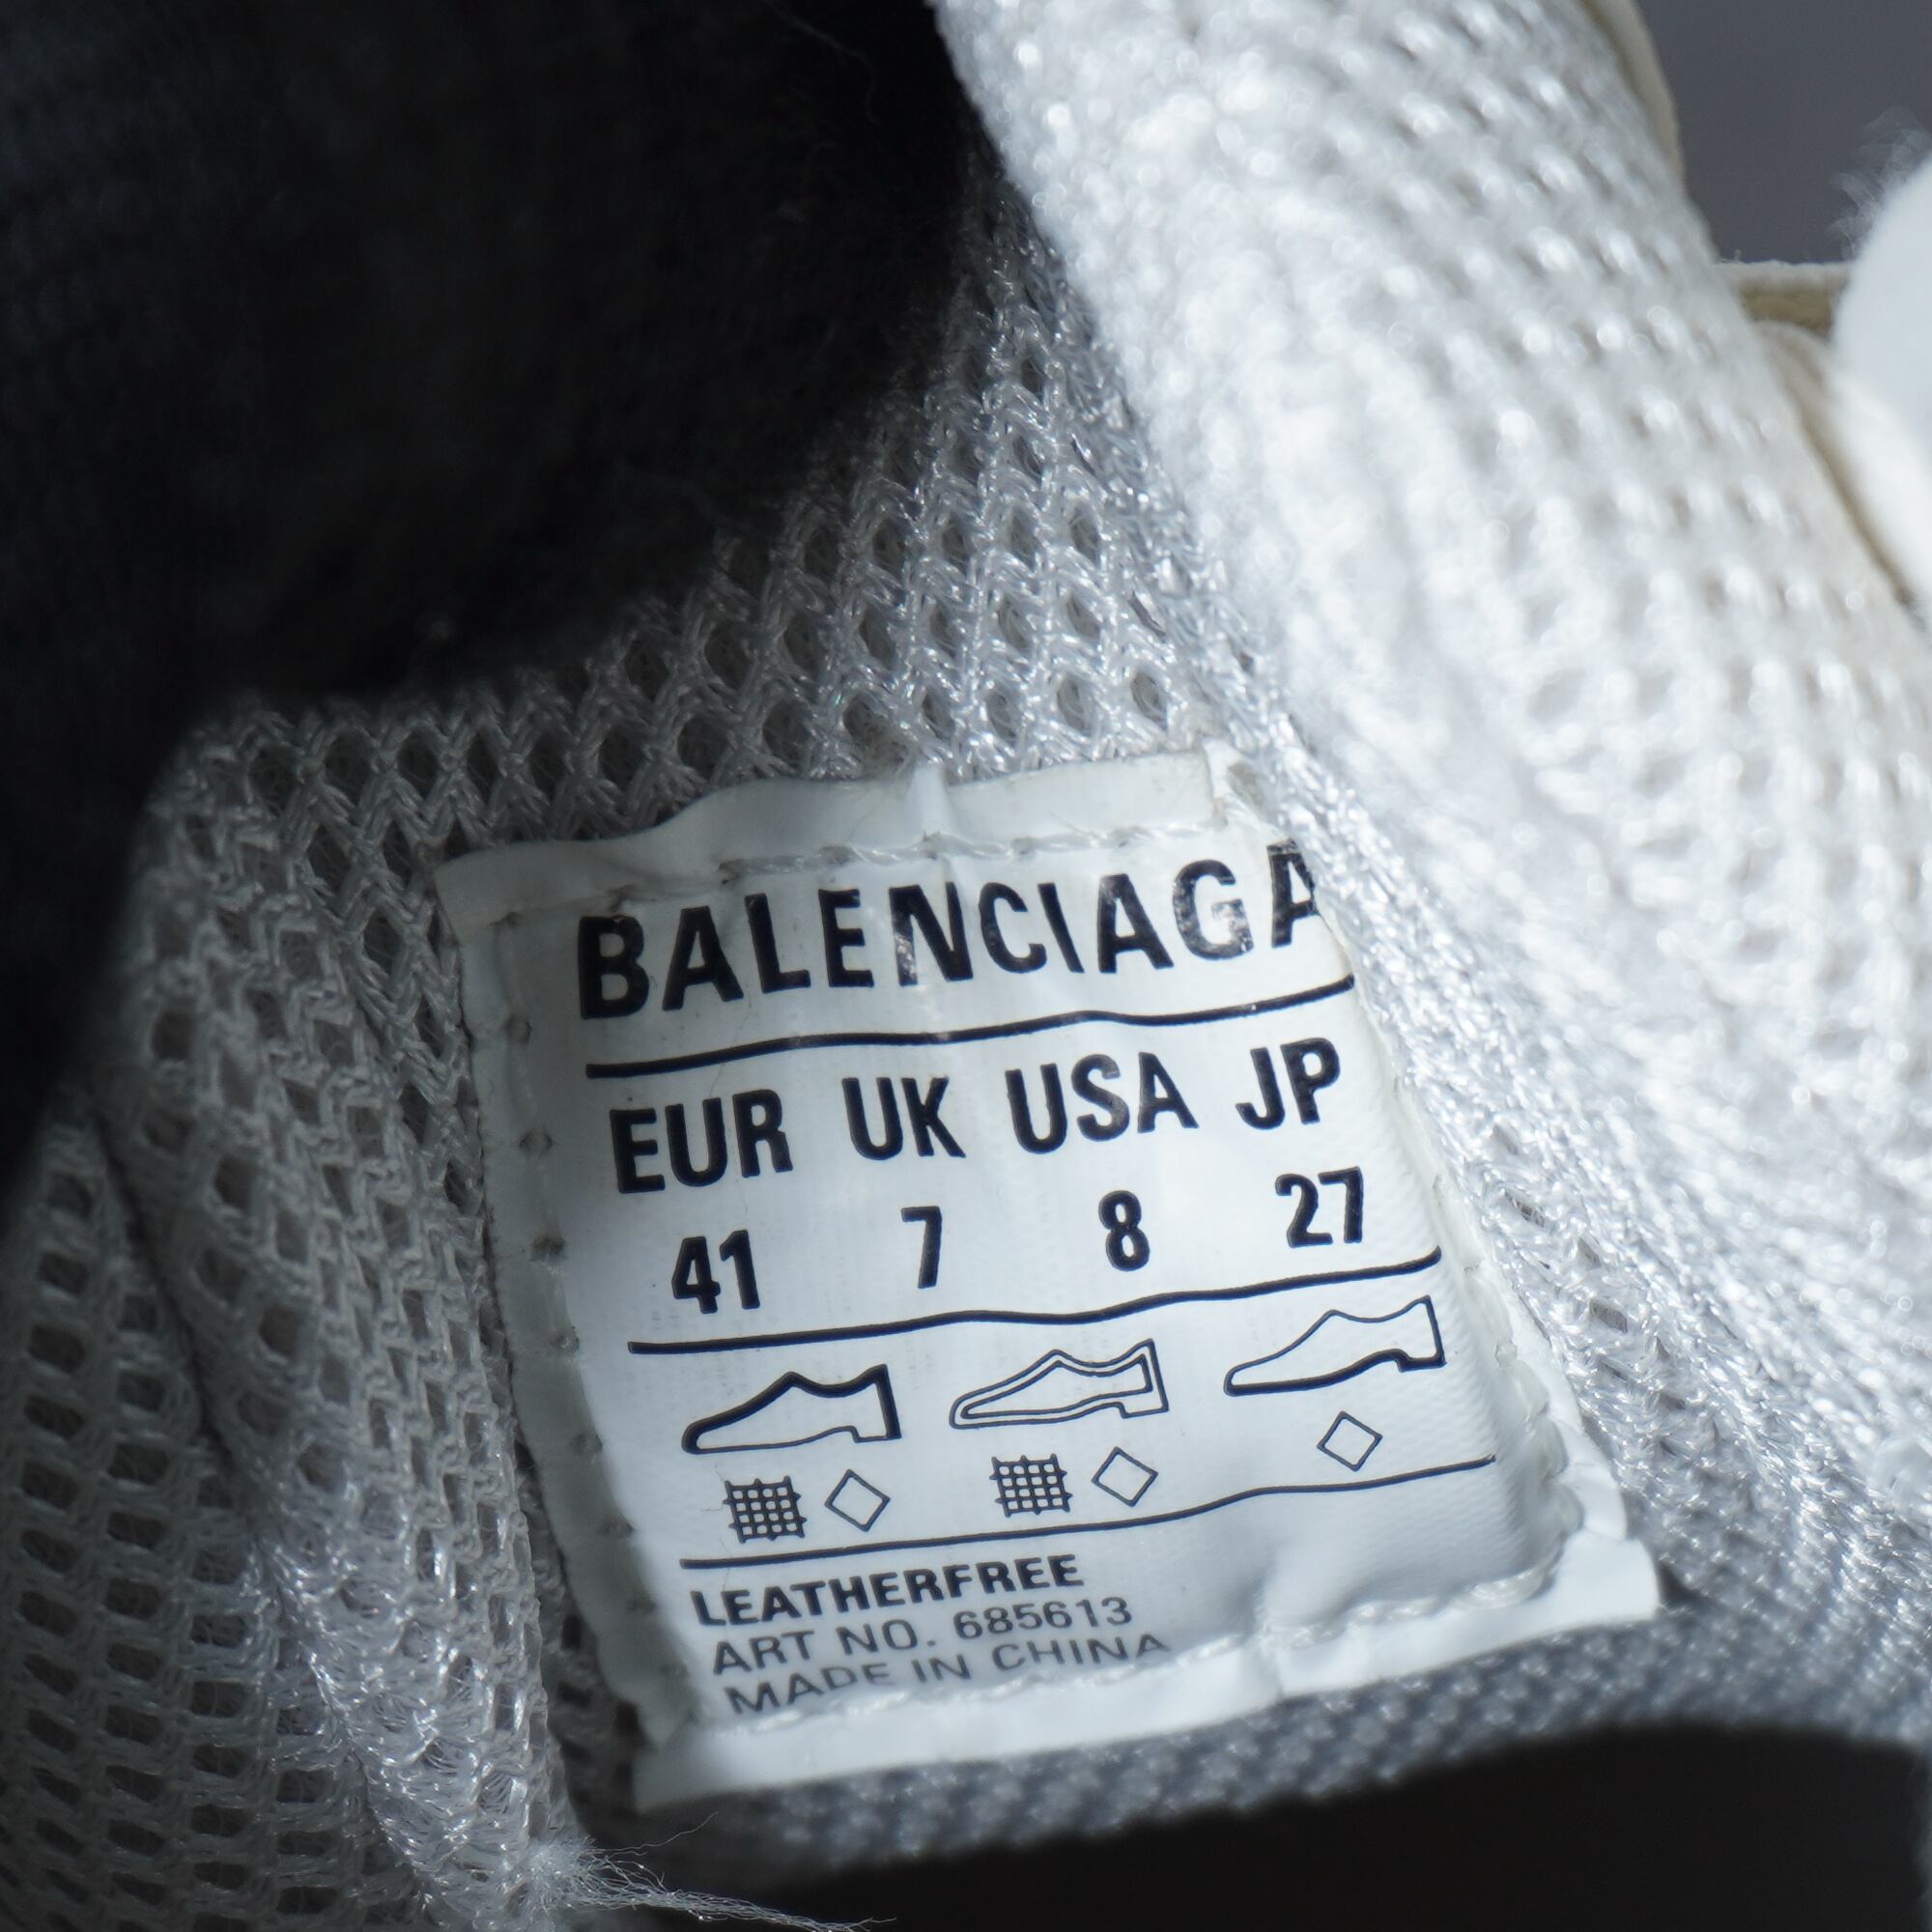 BALENCIAGA
EUR UK USA JP
41 7 8 27
LEATHERFREE
ART NO. 685613
MADE IN CHINA